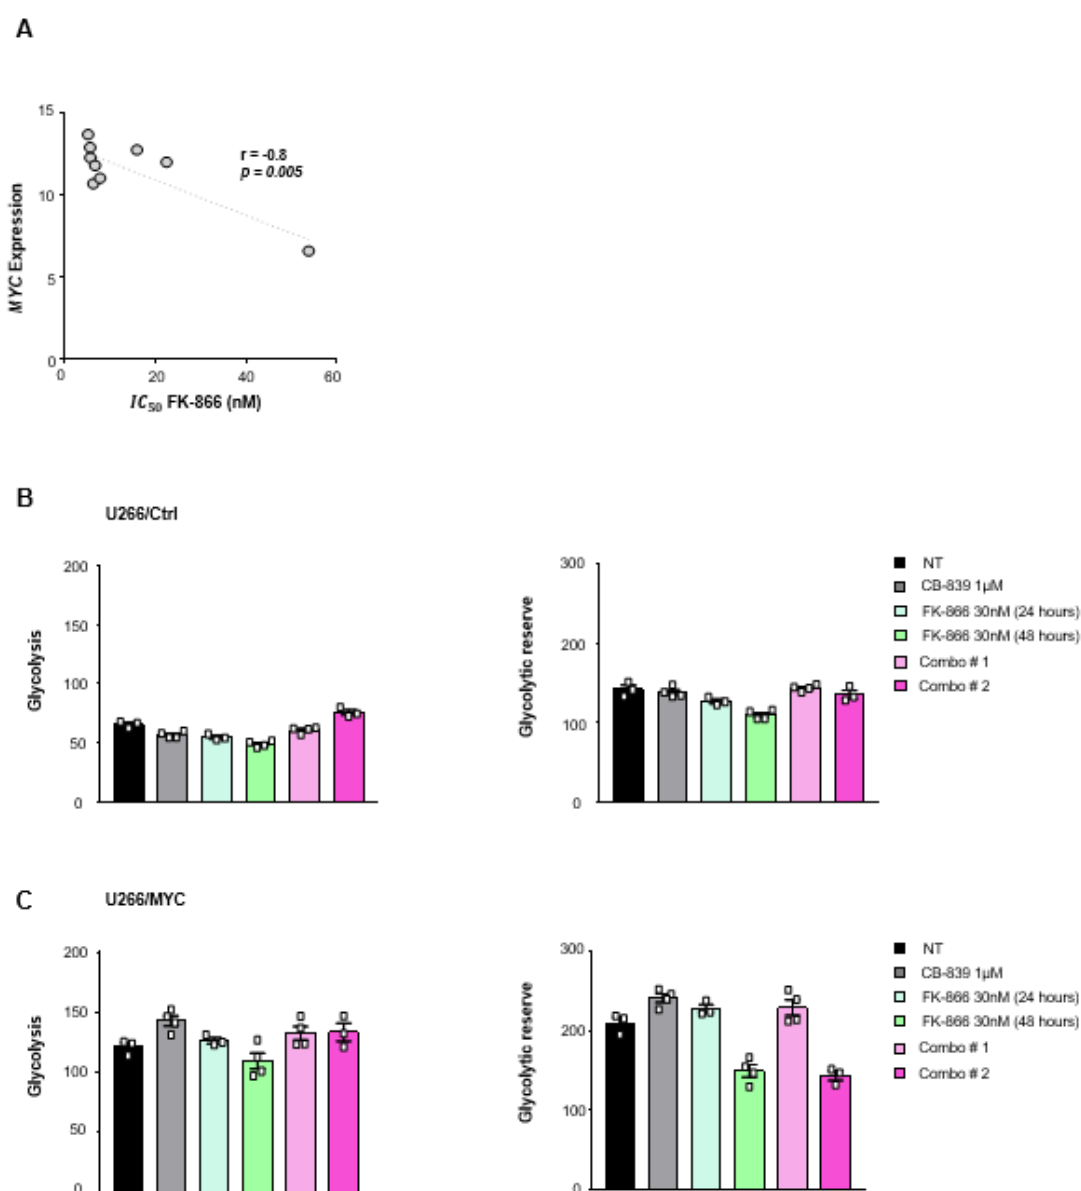 A
15
10
5
0
MYC Expression
r = -0.8
p = 0.005
0 20 40 60
IC50 FK-866 (nM)
B
U266/Ctrl
200
150
100
50
0
Glycolysis
300
200
100
0
Glycolytic reserve
NT
CB-839 1µM
FK-866 30nM (24 hours)
FK-866 30nM (48 hours)
Combo # 1
Combo # 2
C
U266/MYC
200
150
100
50
0
Glycolysis
300
200
100
0
Glycolytic reserve
NT
CB-839 1µM
FK-866 30nM (24 hours)
FK-866 30nM (48 hours)
Combo # 1
Combo # 2